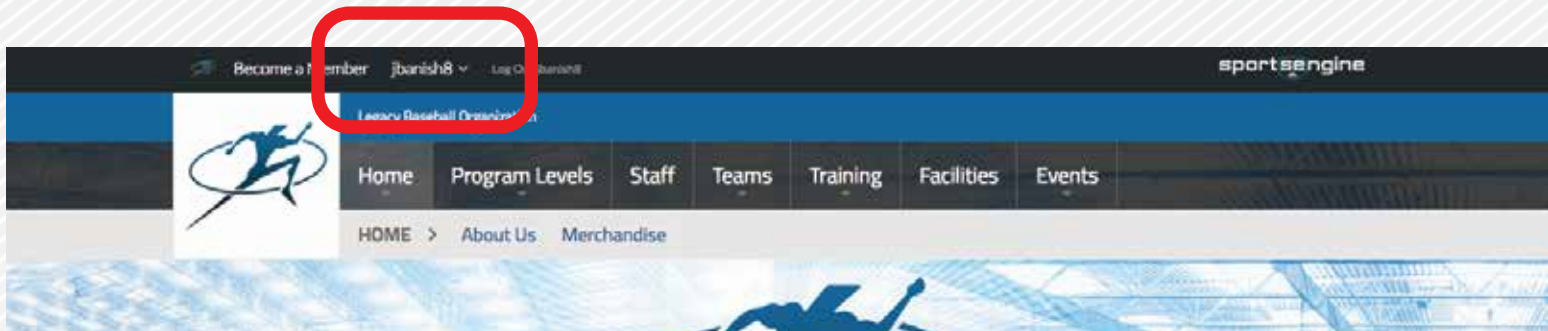 Become a Member jbanish8
sportsengine
Legacy Baseball Organization
Home Program Levels Staff Teams Training Facilities Events
HOME > About Us Merchandise